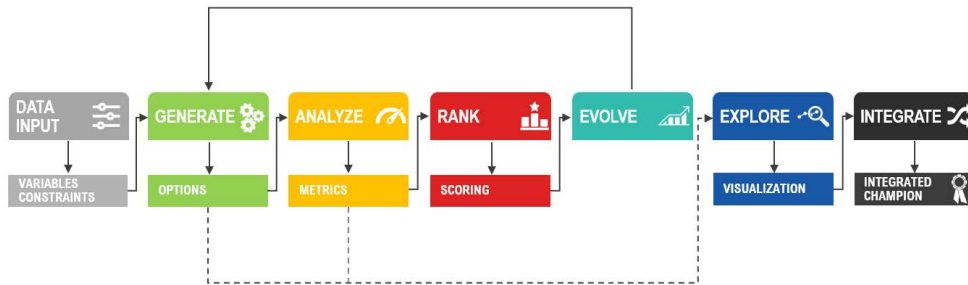 DATA
INPUT
GENERATE
ANALYZE
RANK
EVOLVE
EXPLORE
INTEGRATE
VARIABLES
CONSTRAINTS
OPTIONS
METRICS
SCORING
VISUALIZATION
INTEGRATED
CHAMPION